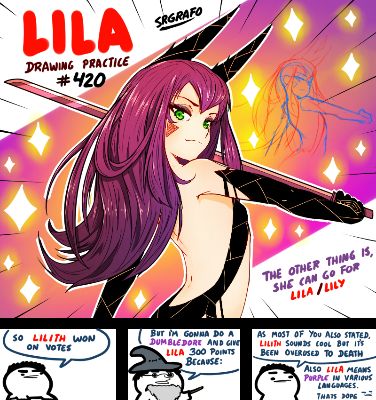 LILA
DRAWING PRACTICE
#420
SRGRAFO
THE OTHER THING IS,
SHE CAN GO FOR
LILA / LILY
SO LILITH WON
ON VOTES
BUT I'M GONNA DO A
DUMBLEDORE AND GIVE
LILA 300 POINTS
BECAUSE:
AS MOST OF YOU ALSO STATED,
LILITH SOUNDS COOL BUT IT'S
BEEN OVERUSED TO DEATH
ALSO LILA MEANS
PURPLE IN VARIOUS
LANGUAGES.
THATS DOPE